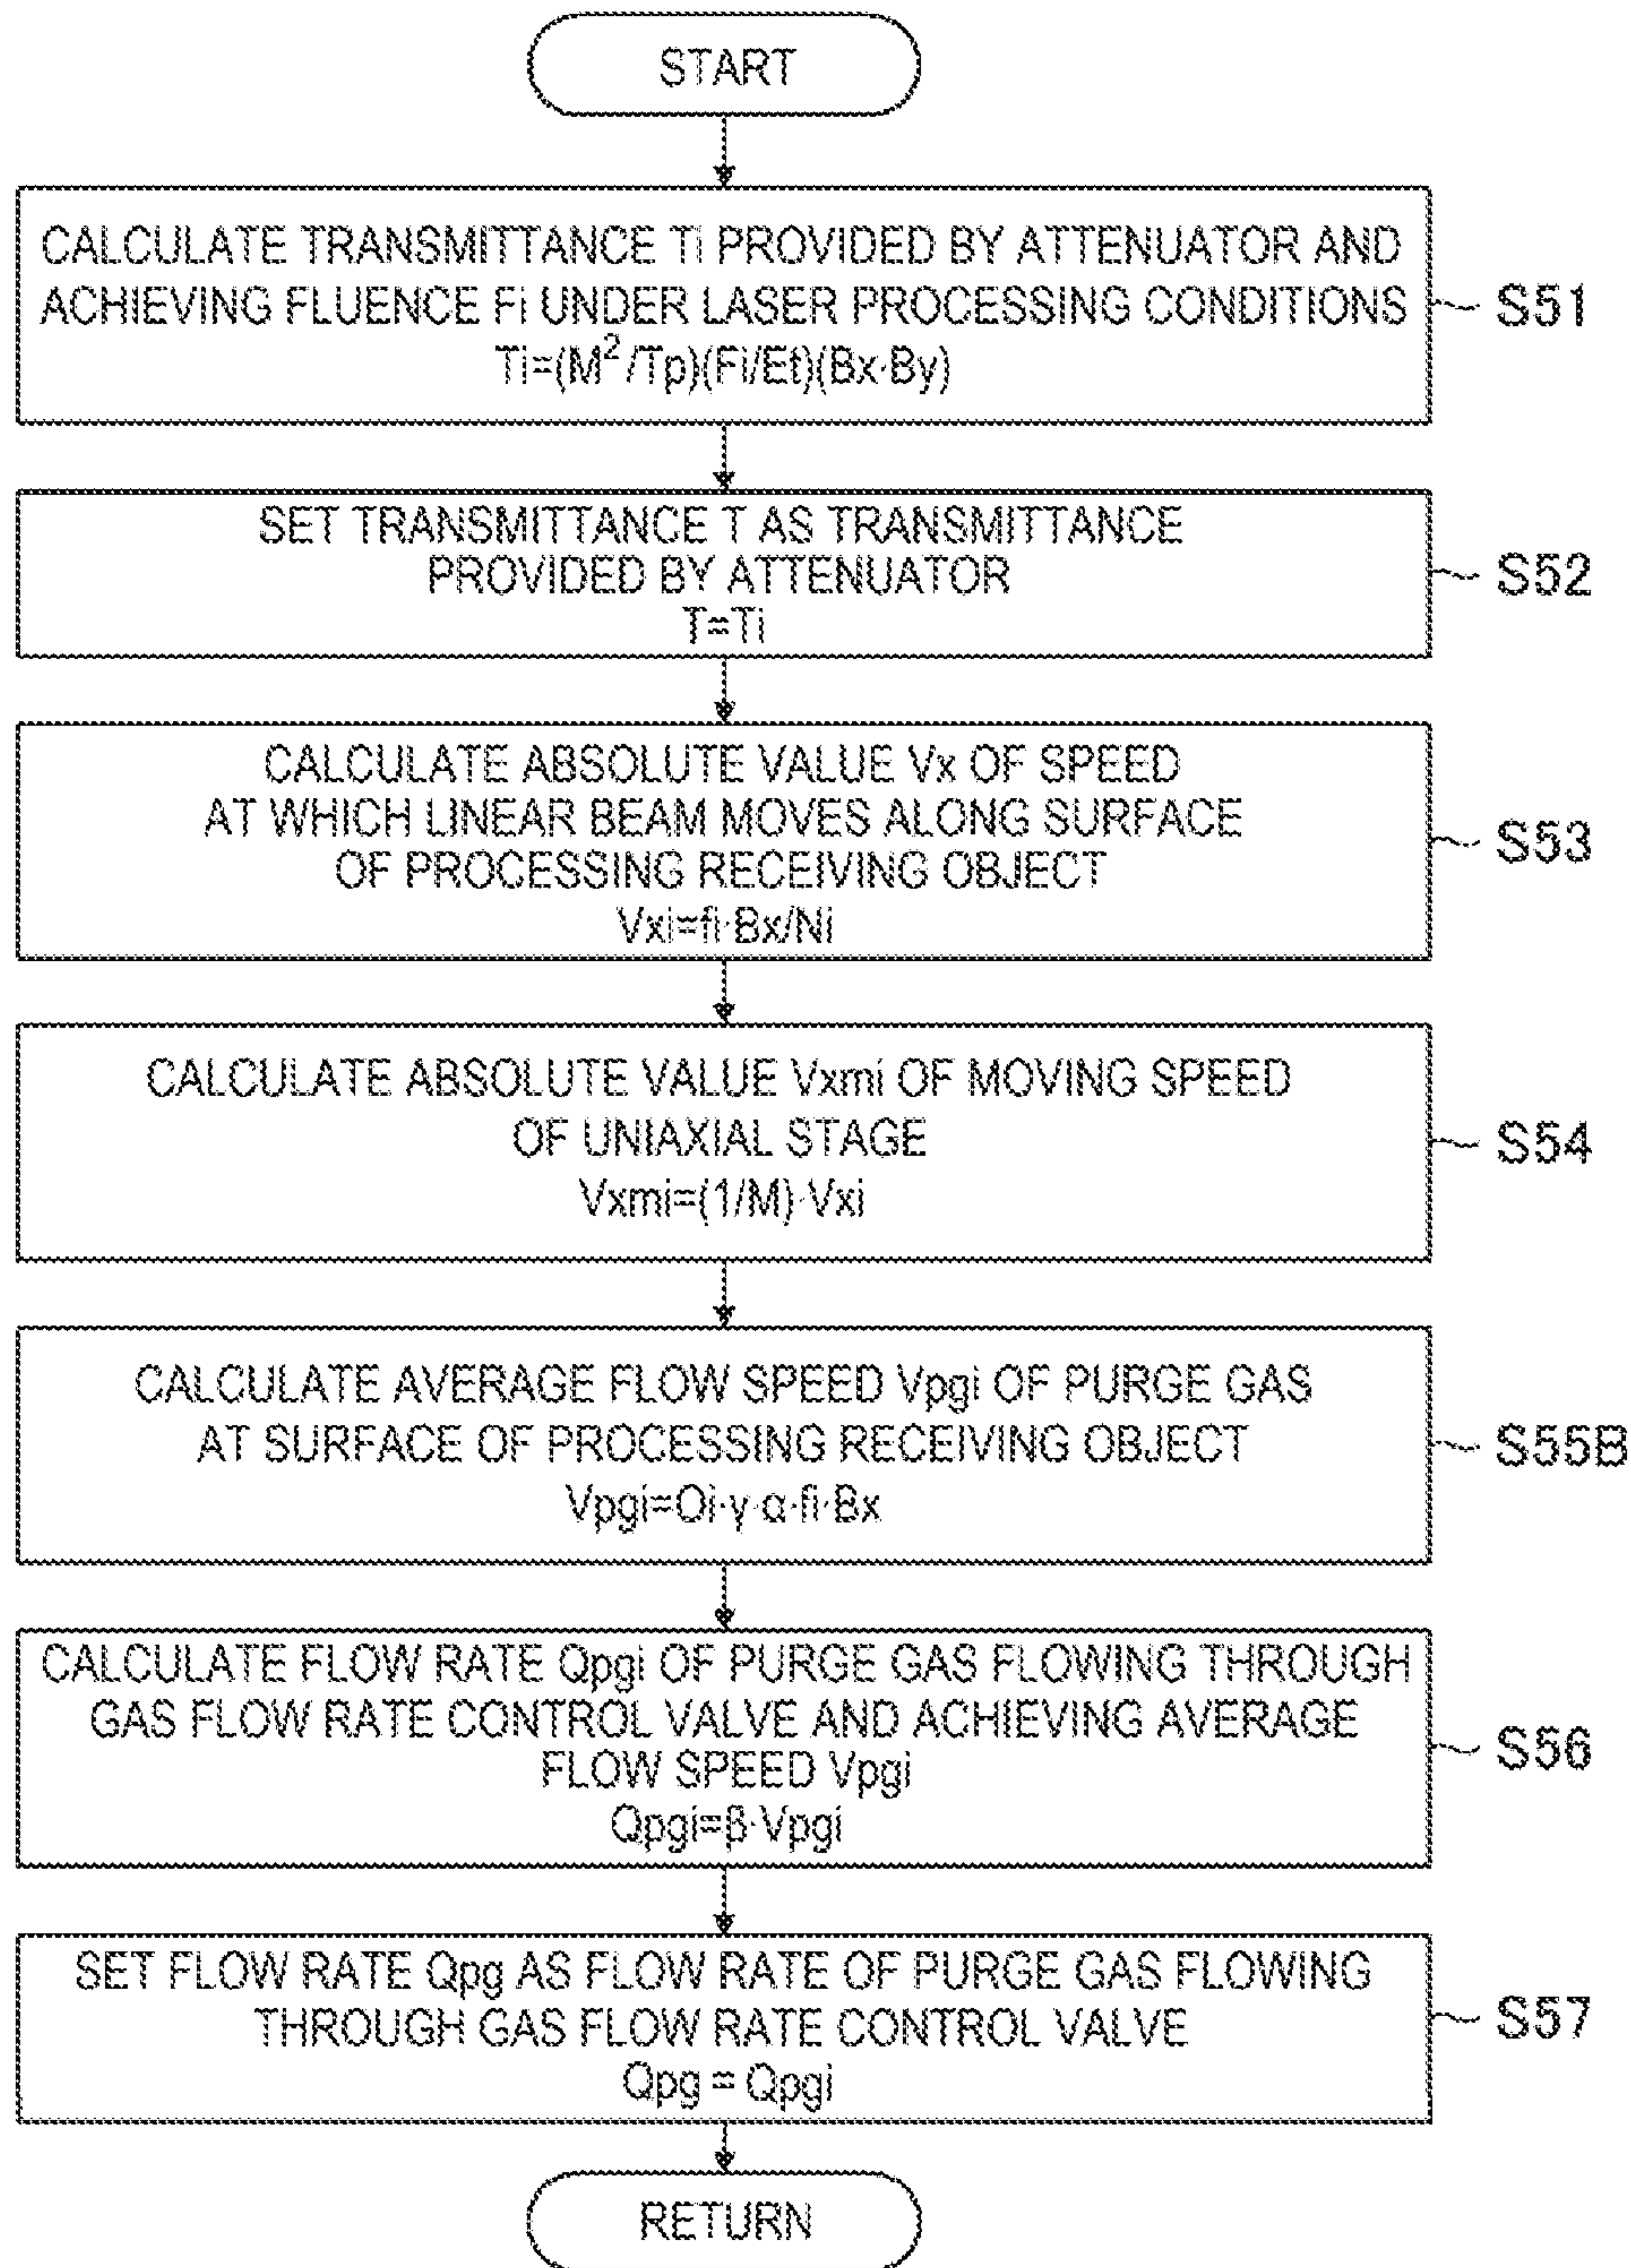 START
CALCULATE TRANSMITTANCE Ti PROVIDED BY ATTENUATOR AND
ACHIEVING FLUENCE Fi UNDER LASER PROCESSING CONDITIONS
Ti=(M²/Tp)(Fi/Et)(Bx·By)
S51
SET TRANSMITTANCE T AS TRANSMITTANCE
PROVIDED BY ATTENUATOR
T=Ti
S52
CALCULATE ABSOLUTE VALUE Vx OF SPEED
AT WHICH LINEAR BEAM MOVES ALONG SURFACE
OF PROCESSING RECEIVING OBJECT
Vxi=fi·Bx/Ni
S53
CALCULATE ABSOLUTE VALUE Vxmi OF MOVING SPEED
OF UNIAXIAL STAGE
Vxmi=(1/M)·Vxi
S54
CALCULATE AVERAGE FLOW SPEED Vpgi OF PURGE GAS
AT SURFACE OF PROCESSING RECEIVING OBJECT
Vpgi=Oi·γ·α·fi·Bx
S55B
CALCULATE FLOW RATE Qpgi OF PURGE GAS FLOWING THROUGH
GAS FLOW RATE CONTROL VALVE AND ACHIEVING AVERAGE
FLOW SPEED Vpgi
Qpgi=β·Vpgi
S56
SET FLOW RATE Qpg AS FLOW RATE OF PURGE GAS FLOWING
THROUGH GAS FLOW RATE CONTROL VALVE
Qpg = Qpgi
S57
RETURN